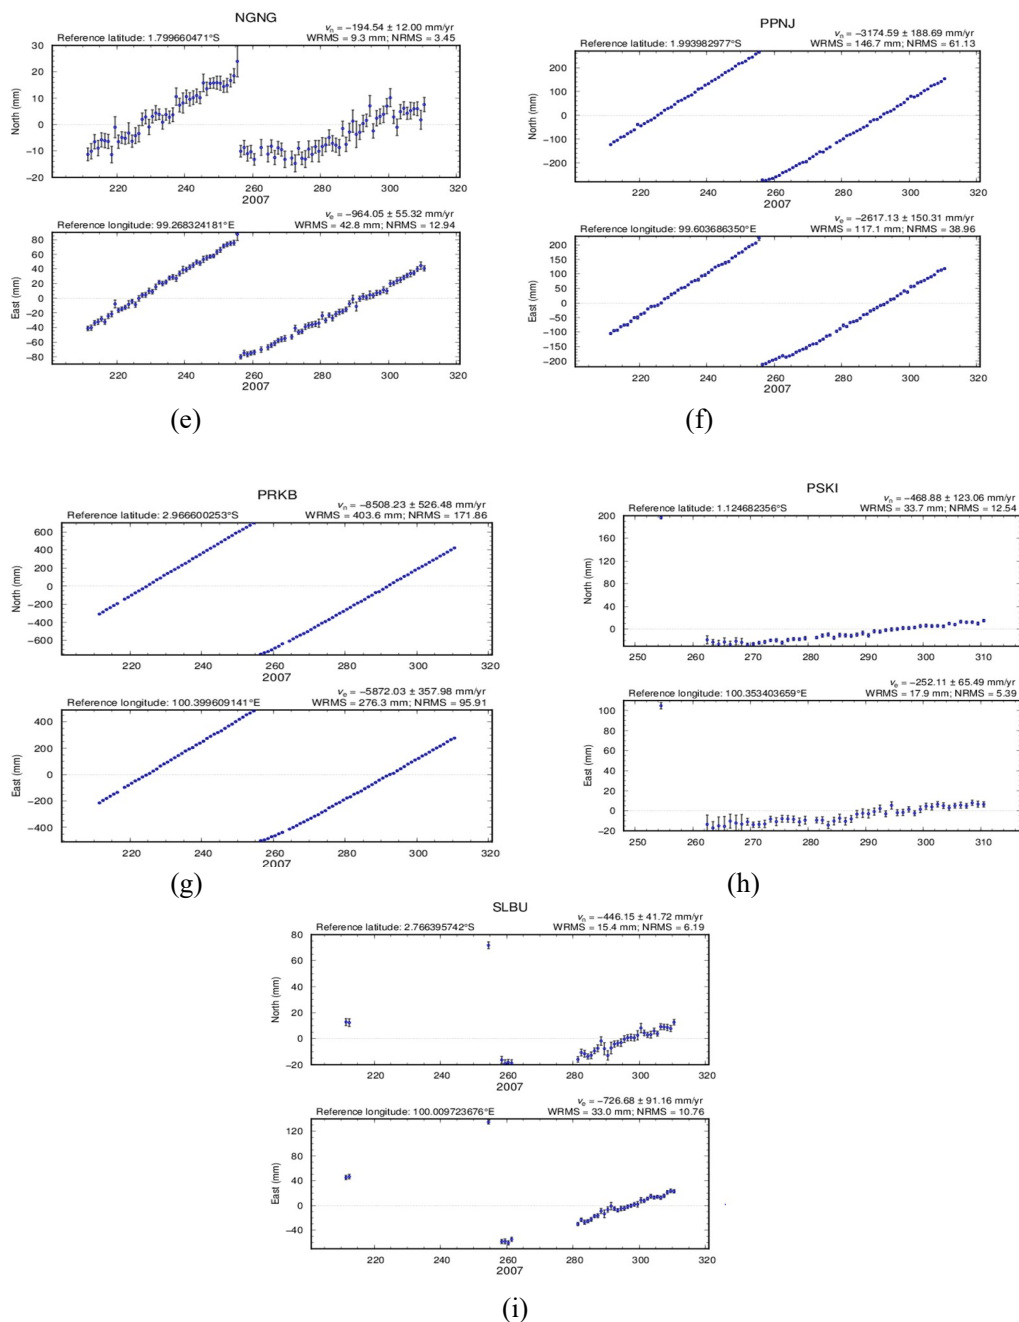 NGNG
vn = −194.54 ± 12.00 mm/yr
Reference latitude: 1.799660471°S WRMS = 9.3 mm; NRMS = 3.45
30
20
10
0
−10
−20
North (mm)
220 240 260 280 300 320
2007
ve = −964.05 ± 55.32 mm/yr
Reference longitude: 99.268324181°E WRMS = 42.8 mm; NRMS = 12.94
80
60
40
20
0
−20
−40
−60
−80
East (mm)
220 240 260 280 300 320
2007
(e)
PPNJ
vn = −3174.59 ± 188.69 mm/yr
Reference latitude: 1.993982977°S WRMS = 146.7 mm; NRMS = 61.13
200
100
0
−100
−200
North (mm)
220 240 260 280 300 320
2007
ve = −2617.13 ± 150.31 mm/yr
Reference longitude: 99.603686350°E WRMS = 117.1 mm; NRMS = 38.96
200
150
100
50
0
−50
−100
−150
−200
East (mm)
220 240 260 280 300 320
2007
(f)
PRKB
vn = −8508.23 ± 526.48 mm/yr
Reference latitude: 2.966600253°S WRMS = 403.6 mm; NRMS = 171.86
600
400
200
0
−200
−400
−600
North (mm)
220 240 260 280 300 320
2007
ve = −5872.03 ± 357.98 mm/yr
Reference longitude: 100.399609141°E WRMS = 276.3 mm; NRMS = 95.91
400
200
0
−200
−400
East (mm)
220 240 260 280 300 320
2007
(g)
PSKI
vn = −468.88 ± 123.06 mm/yr
Reference latitude: 1.124682356°S WRMS = 33.7 mm; NRMS = 12.54
200
160
120
80
40
0
North (mm)
250 260 270 280 290 300 310
2007
ve = −252.11 ± 65.49 mm/yr
Reference longitude: 100.353403659°E WRMS = 17.9 mm; NRMS = 5.39
100
80
60
40
20
0
−20
East (mm)
250 260 270 280 290 300 310
2007
(h)
SLBU
vn = −446.15 ± 41.72 mm/yr
Reference latitude: 2.766395742°S WRMS = 15.4 mm; NRMS = 6.19
80
60
40
20
0
−20
North (mm)
220 240 260 280 300 320
2007
ve = −726.68 ± 91.16 mm/yr
Reference longitude: 100.009723676°E WRMS = 33.0 mm; NRMS = 10.76
120
80
40
0
−40
East (mm)
220 240 260 280 300 320
2007
(i)